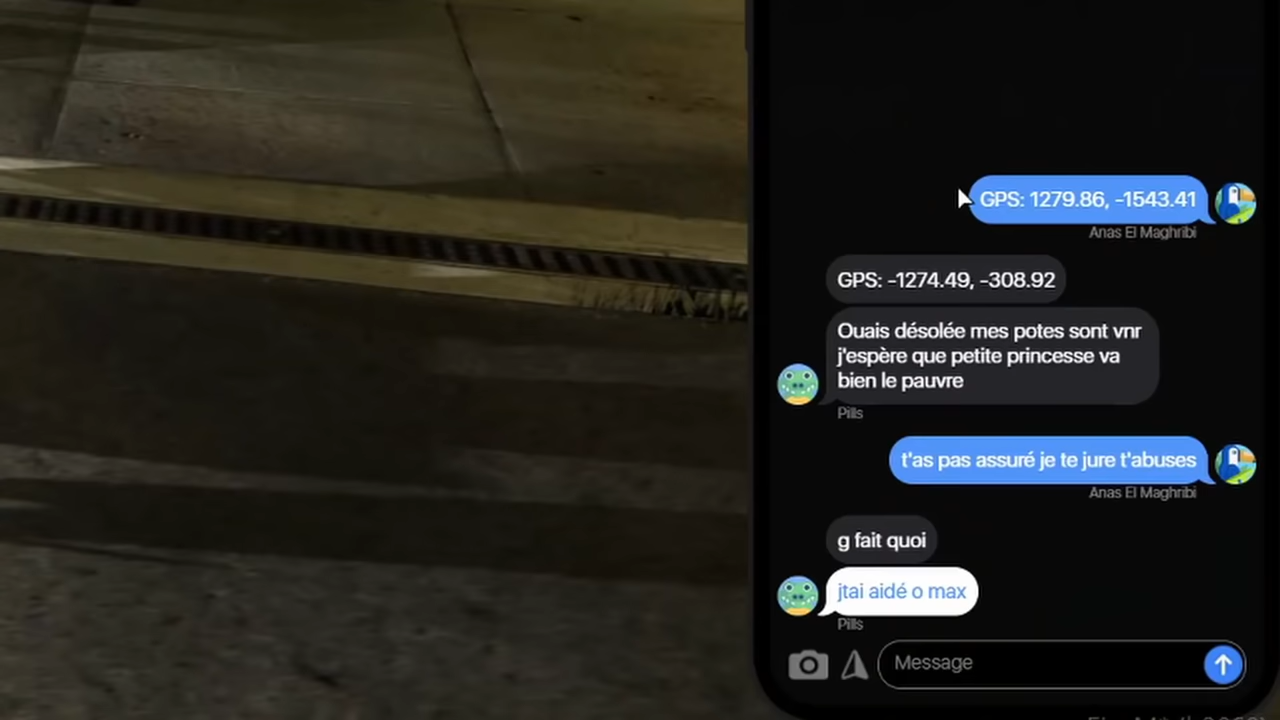 GPS: 1279.86, -1543.41
Anas El Maghribi
GPS: -1274.49, -308.92
Ouais désolée mes potes sont vnr
j'espère que petite princesse va
bien le pauvre
Pills
t'as pas assuré je te jure t'abuses
Anas El Maghribi
g fait quoi
jtai aidé o max
Pills
Message